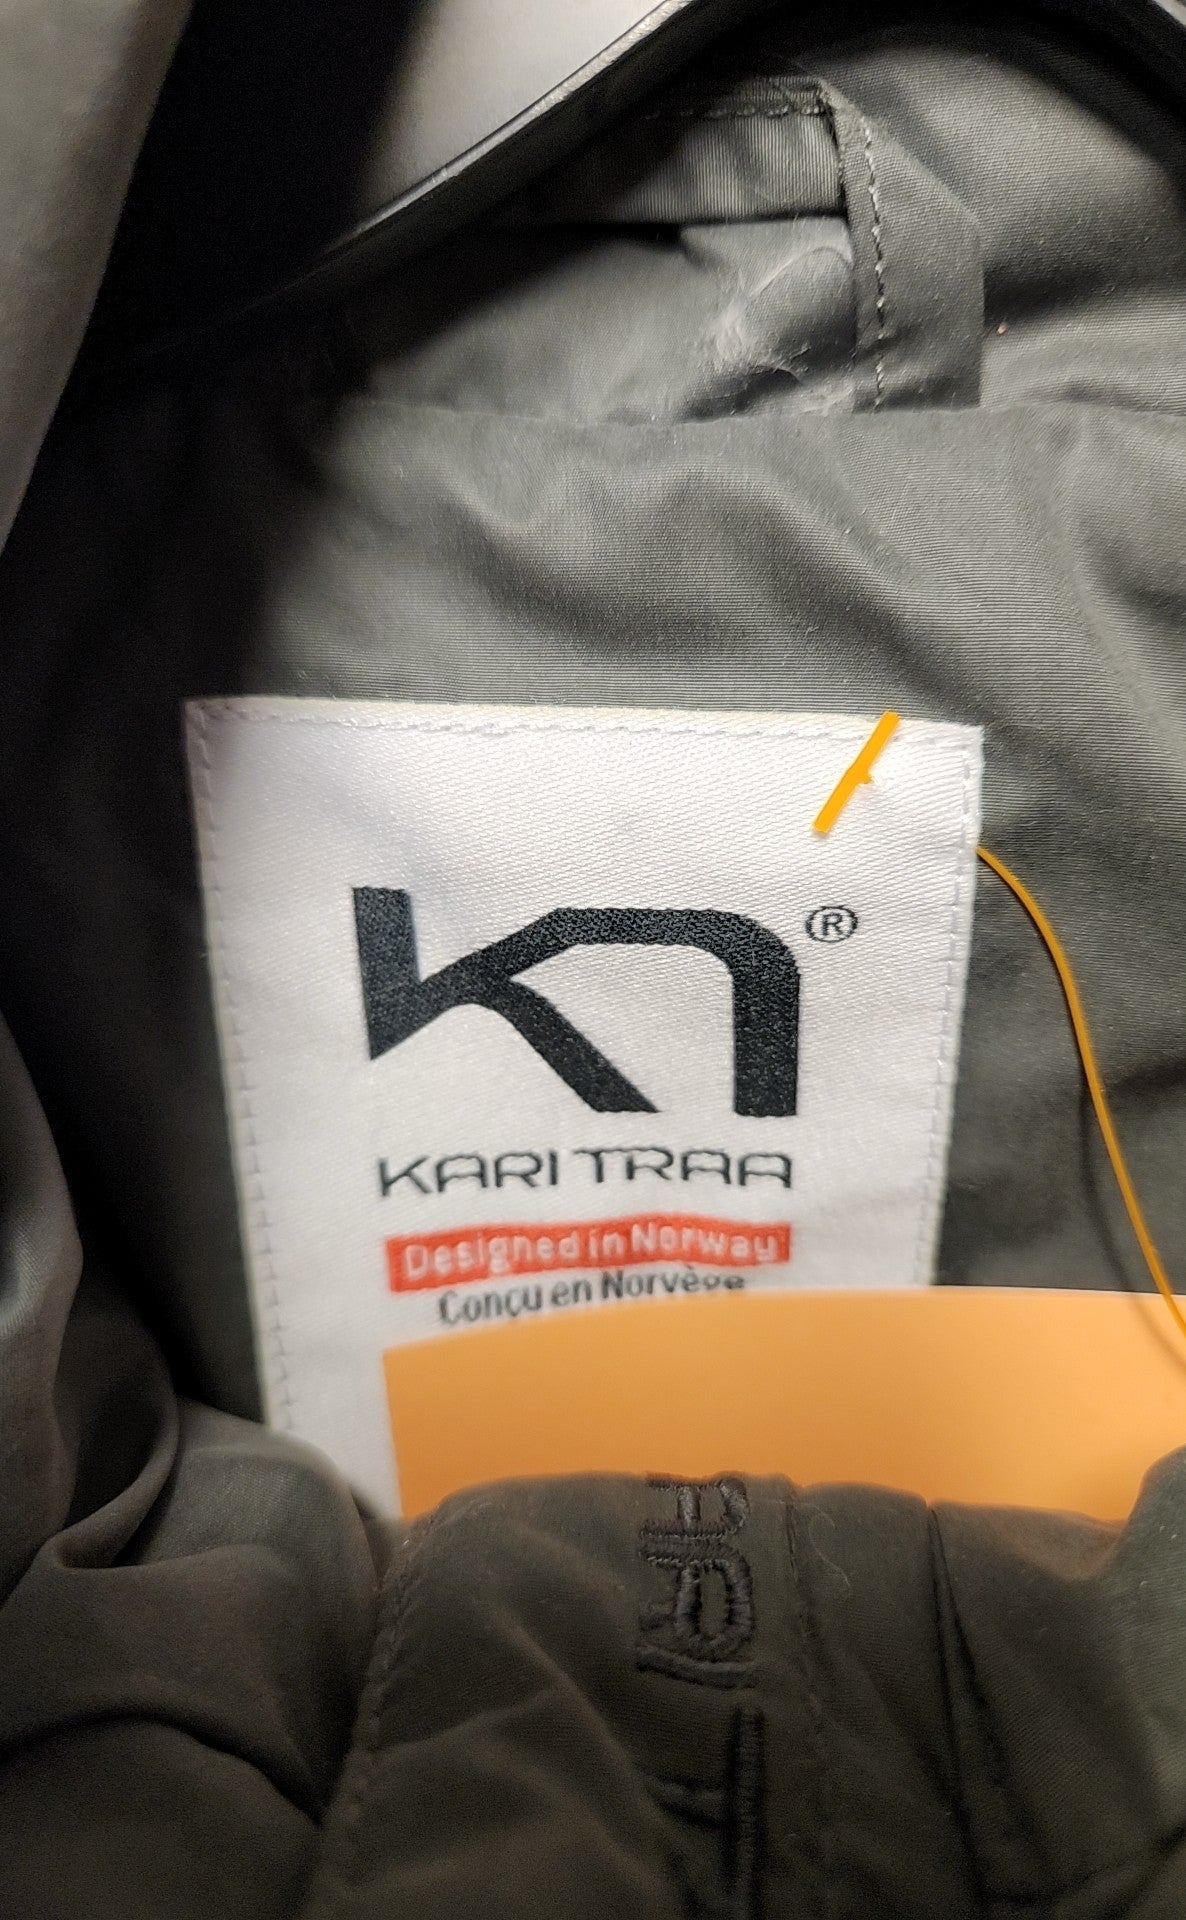 ®
KARI TRAA
Designed in Norway
Conçu en Norvège